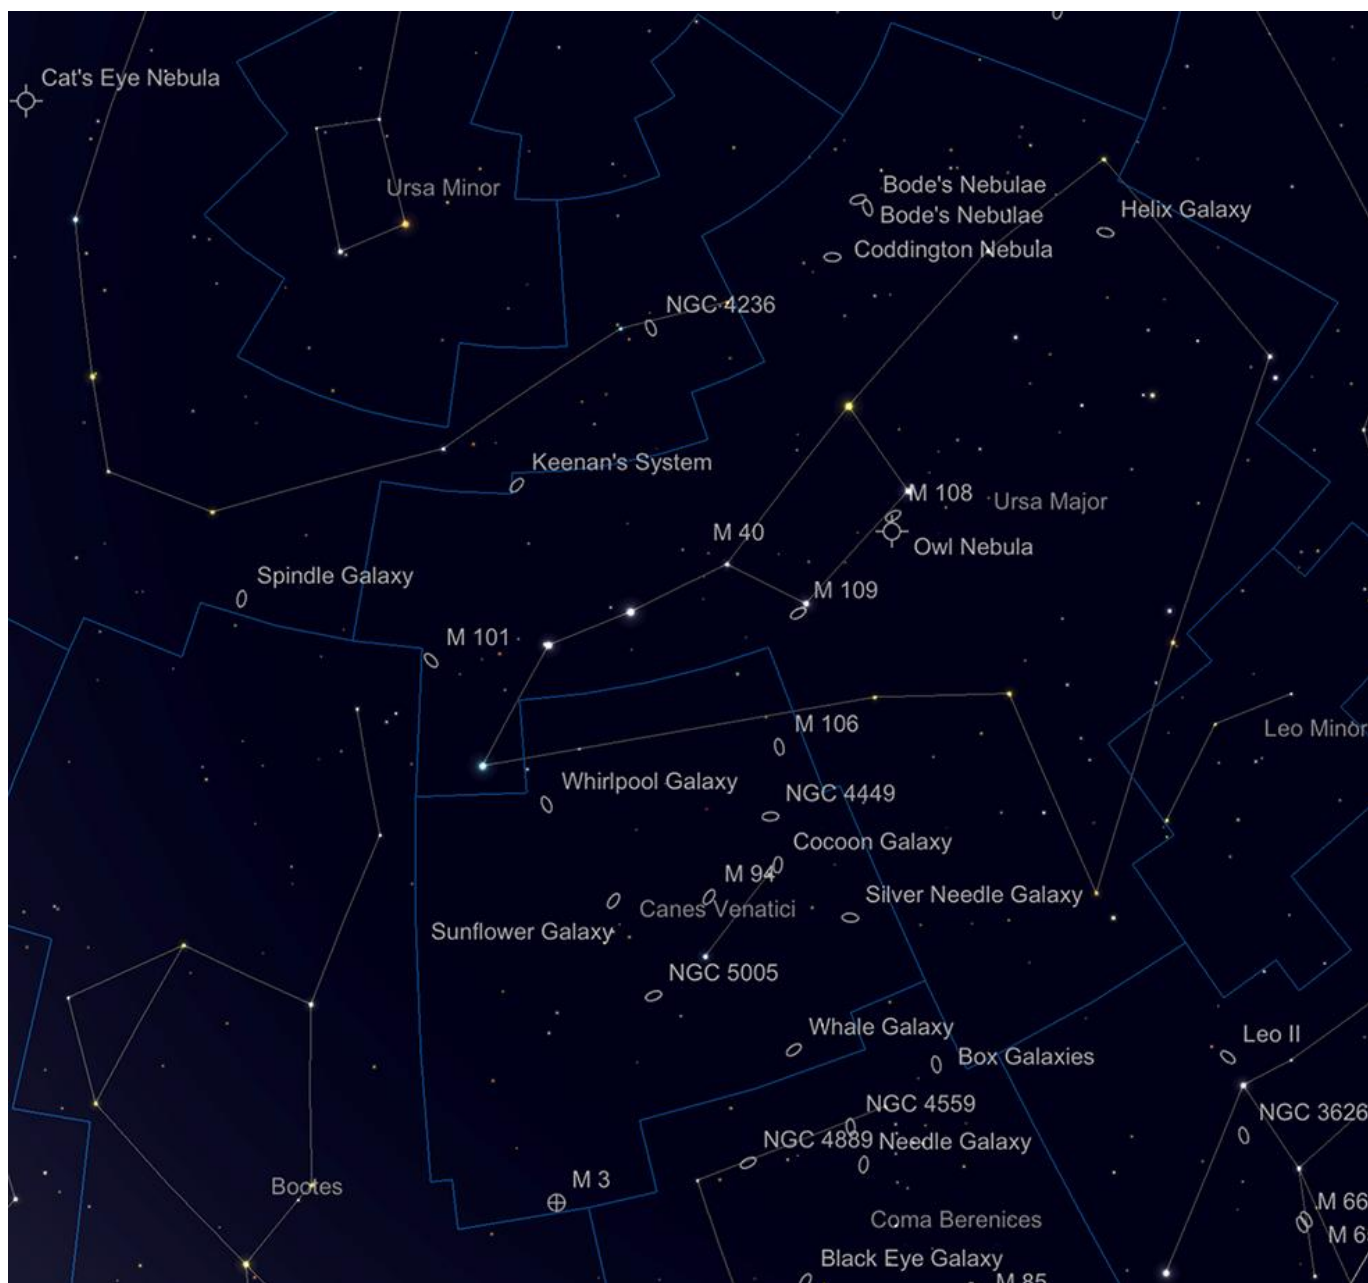 Cat's Eye Nebula
Ursa Minor
Bode's Nebulae
Bode's Nebulae
Helix Galaxy
Coddington Nebula
NGC 4236
Keenan's System
M 108
Ursa Major
M 40
Owl Nebula
Spindle Galaxy
M 109
M 101
M 106
Leo Minor
Whirlpool Galaxy
NGC 4449
Cocoon Galaxy
M 94
Silver Needle Galaxy
Canes Venatici
Sunflower Galaxy
NGC 5005
Whale Galaxy
Leo II
Box Galaxies
NGC 4559
NGC 3626
NGC 4889
Needle Galaxy
M 3
Bootes
M 66
Coma Berenices
M 6
Black Eye Galaxy
M 85